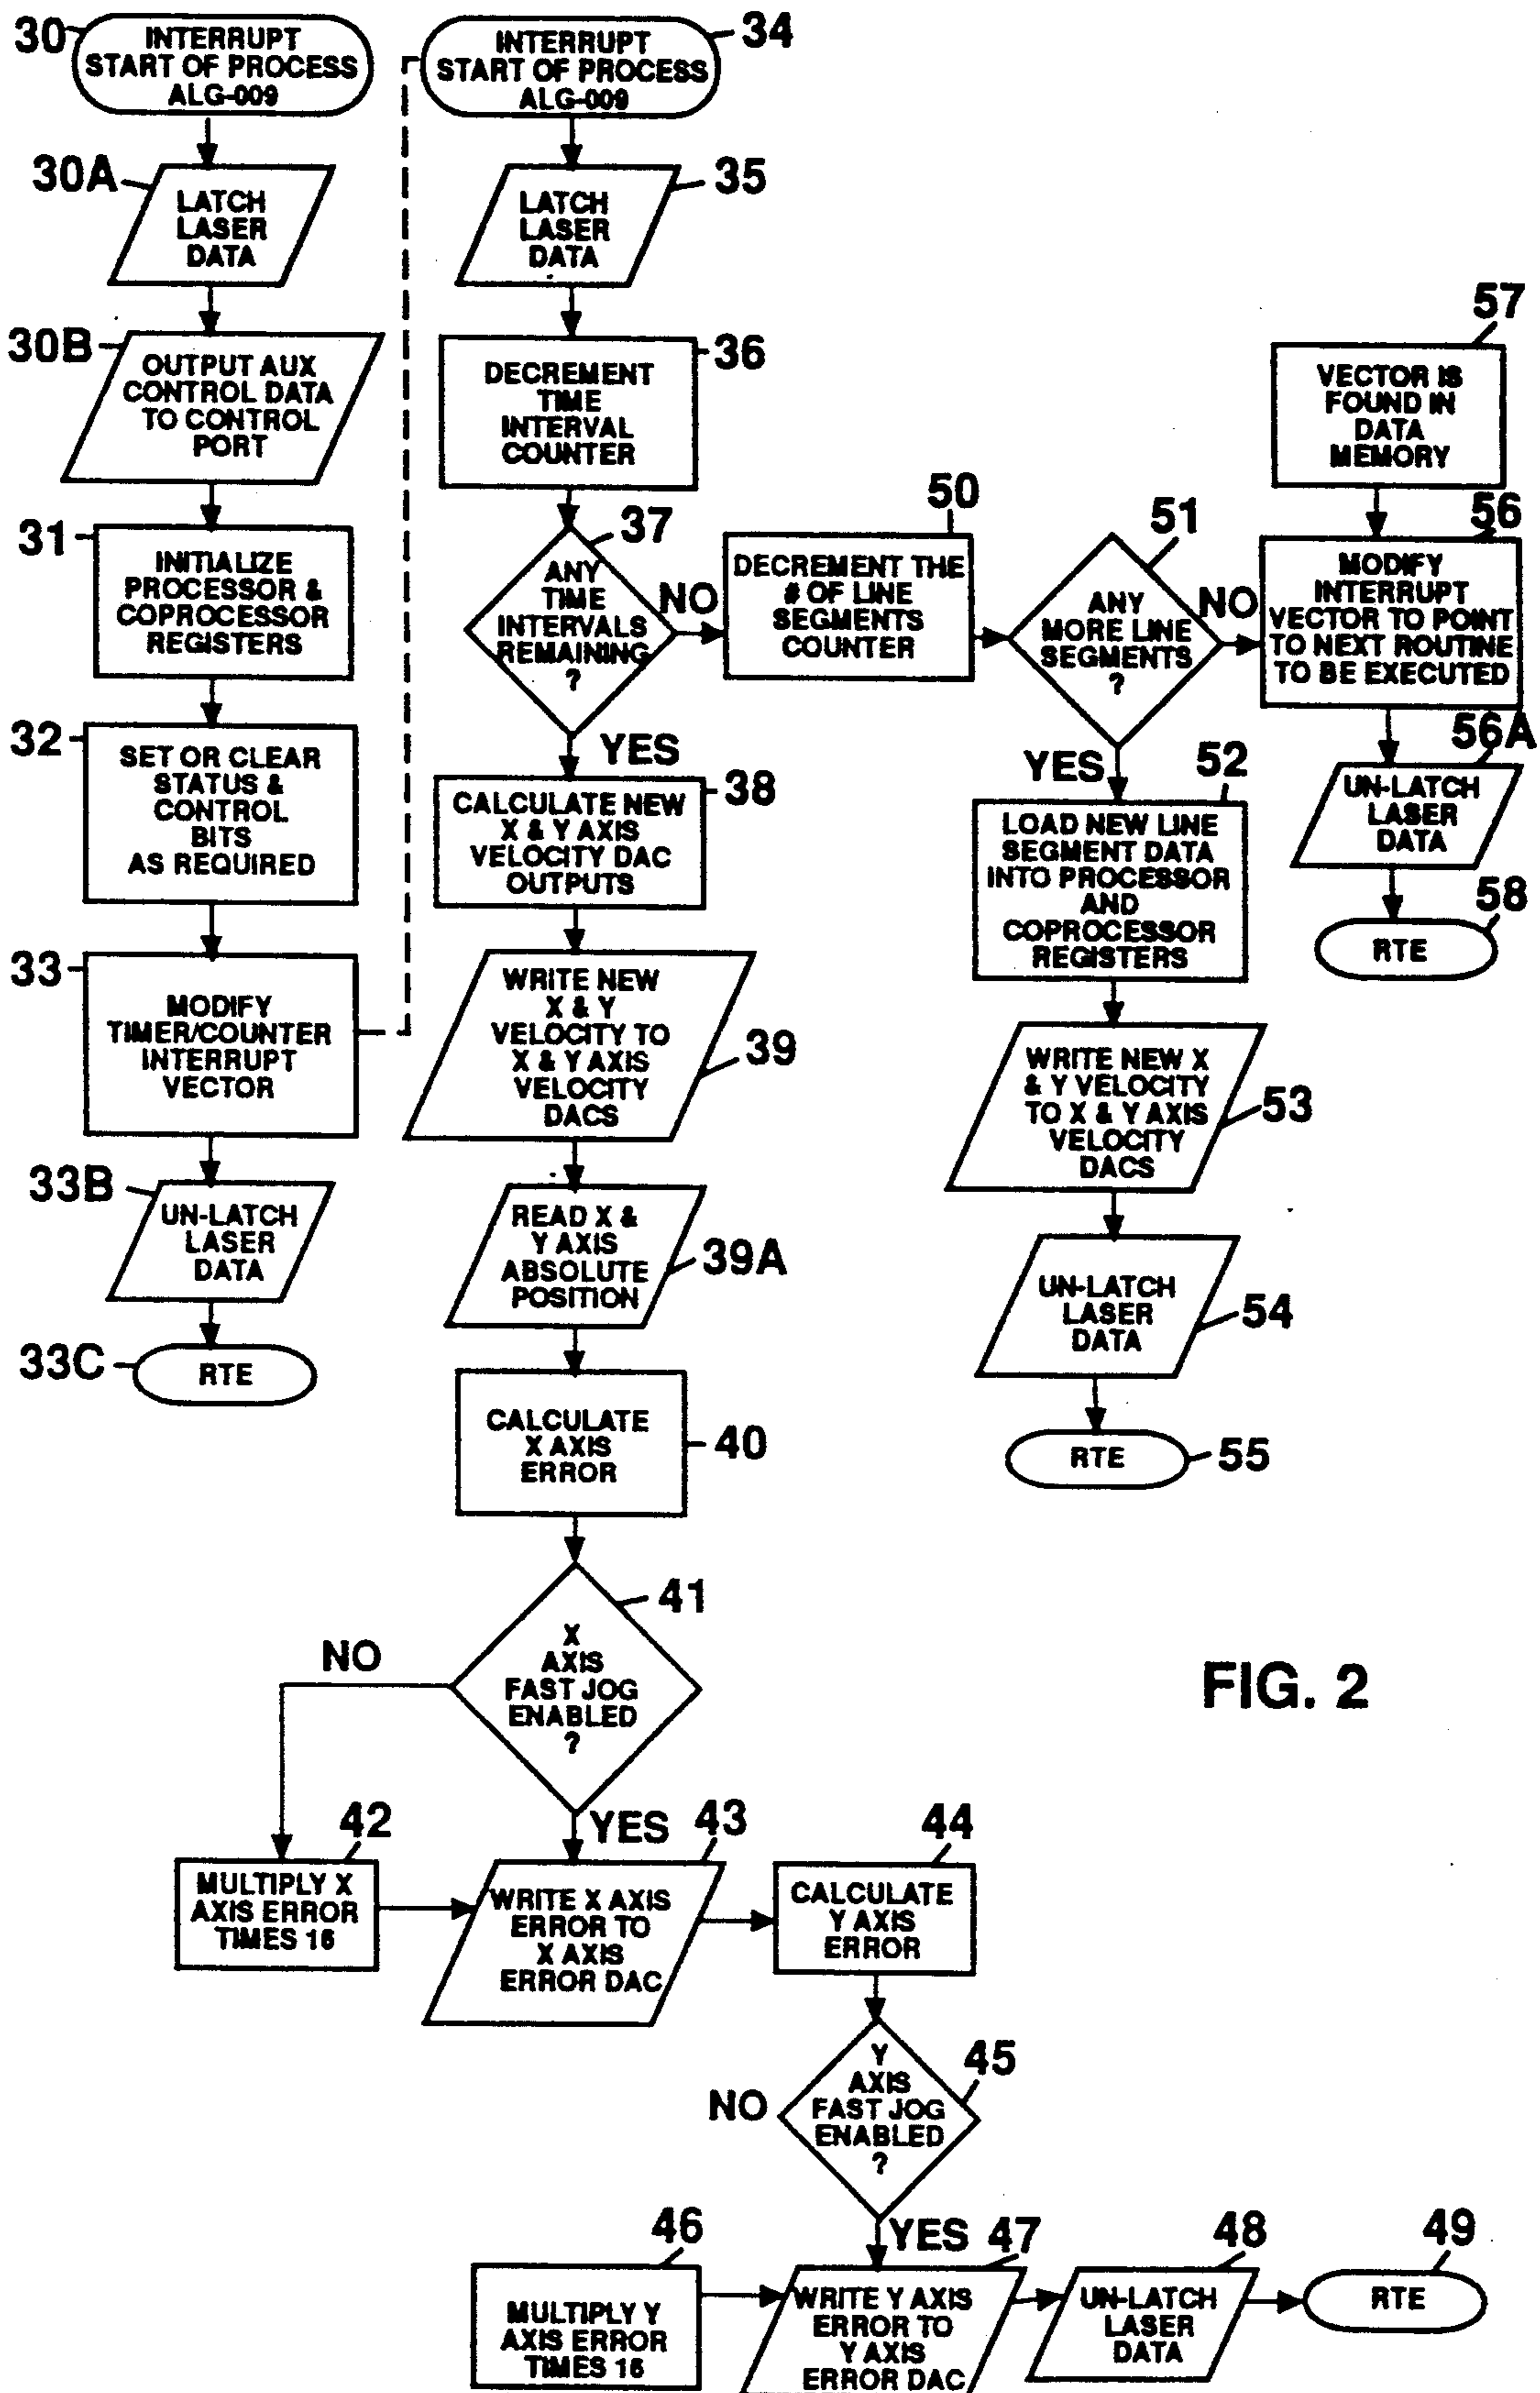 30
INTERRUPT
START OF PROCESS
ALG-009
30A
LATCH
LASER
DATA
30B
OUTPUT AUX
CONTROL DATA
TO CONTROL
PORT
31
INITIALIZE
PROCESSOR &
COPROCESSOR
REGISTERS
32
SET OR CLEAR
STATUS &
CONTROL
BITS
AS REQUIRED
33
MODIFY
TIMER/COUNTER
INTERRUPT
VECTOR
33B
UN-LATCH
LASER
DATA
33C
RTE
34
INTERRUPT
START OF PROCESS
ALG-009
35
LATCH
LASER
DATA
36
DECREMENT
TIME
INTERVAL
COUNTER
37
ANY
TIME
INTERVALS
REMAINING
?
NO
YES
38
CALCULATE NEW
X & Y AXIS
VELOCITY DAC
OUTPUTS
39
WRITE NEW
X & Y
VELOCITY TO
X & Y AXIS
VELOCITY
DACS
39A
READ X &
Y AXIS
ABSOLUTE
POSITION
40
CALCULATE
X AXIS
ERROR
41
X
AXIS
FAST JOG
ENABLED
?
NO
YES
42
MULTIPLY X
AXIS ERROR
TIMES 16
43
WRITE X AXIS
ERROR TO
X AXIS
ERROR DAC
44
CALCULATE
Y AXIS
ERROR
45
Y
AXIS
FAST JOG
ENABLED
?
NO
YES
46
MULTIPLY Y
AXIS ERROR
TIMES 16
47
WRITE Y AXIS
ERROR TO
Y AXIS
ERROR DAC
48
UN-LATCH
LASER
DATA
49
RTE
50
DECREMENT THE
# OF LINE
SEGMENTS
COUNTER
51
ANY
MORE LINE
SEGMENTS
?
NO
YES
52
LOAD NEW LINE
SEGMENT DATA
INTO PROCESSOR
AND
COPROCESSOR
REGISTERS
53
WRITE NEW X
& Y VELOCITY
TO X & Y AXIS
VELOCITY
DACS
54
UN-LATCH
LASER
DATA
55
RTE
57
VECTOR IS
FOUND IN
DATA
MEMORY
56
MODIFY
INTERRUPT
VECTOR TO POINT
TO NEXT ROUTINE
TO BE EXECUTED
56A
UN-LATCH
LASER
DATA
58
RTE
FIG. 2